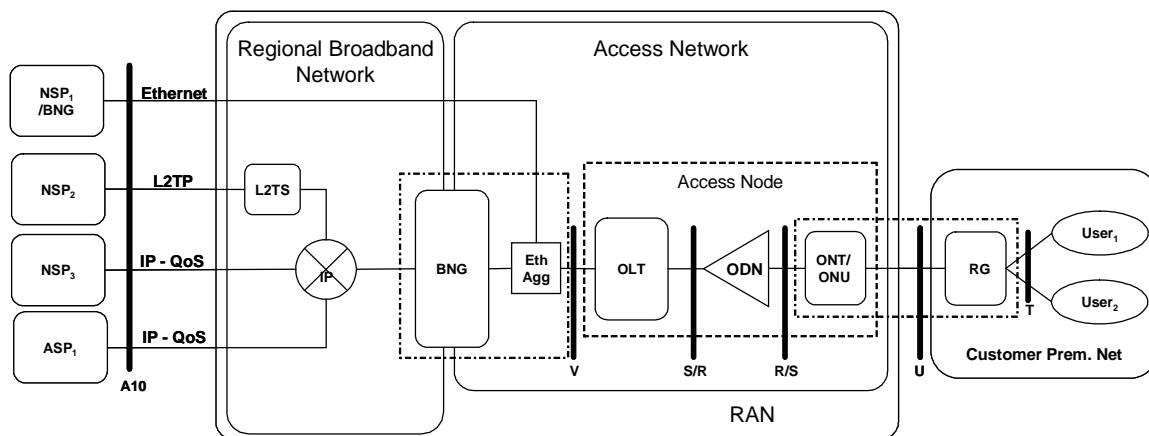 Regional Broadband
Network
Access Network
NSP1
/BNG
Ethernet
NSP2
L2TP
L2TS
Access Node
NSP3
IP - QoS
IP
BNG
Eth
Agg
OLT
ODN
ONT/
ONU
RG
User1
User2
T
ASP1
IP - QoS
A10
V
S/R
R/S
U
Customer Prem. Net
RAN